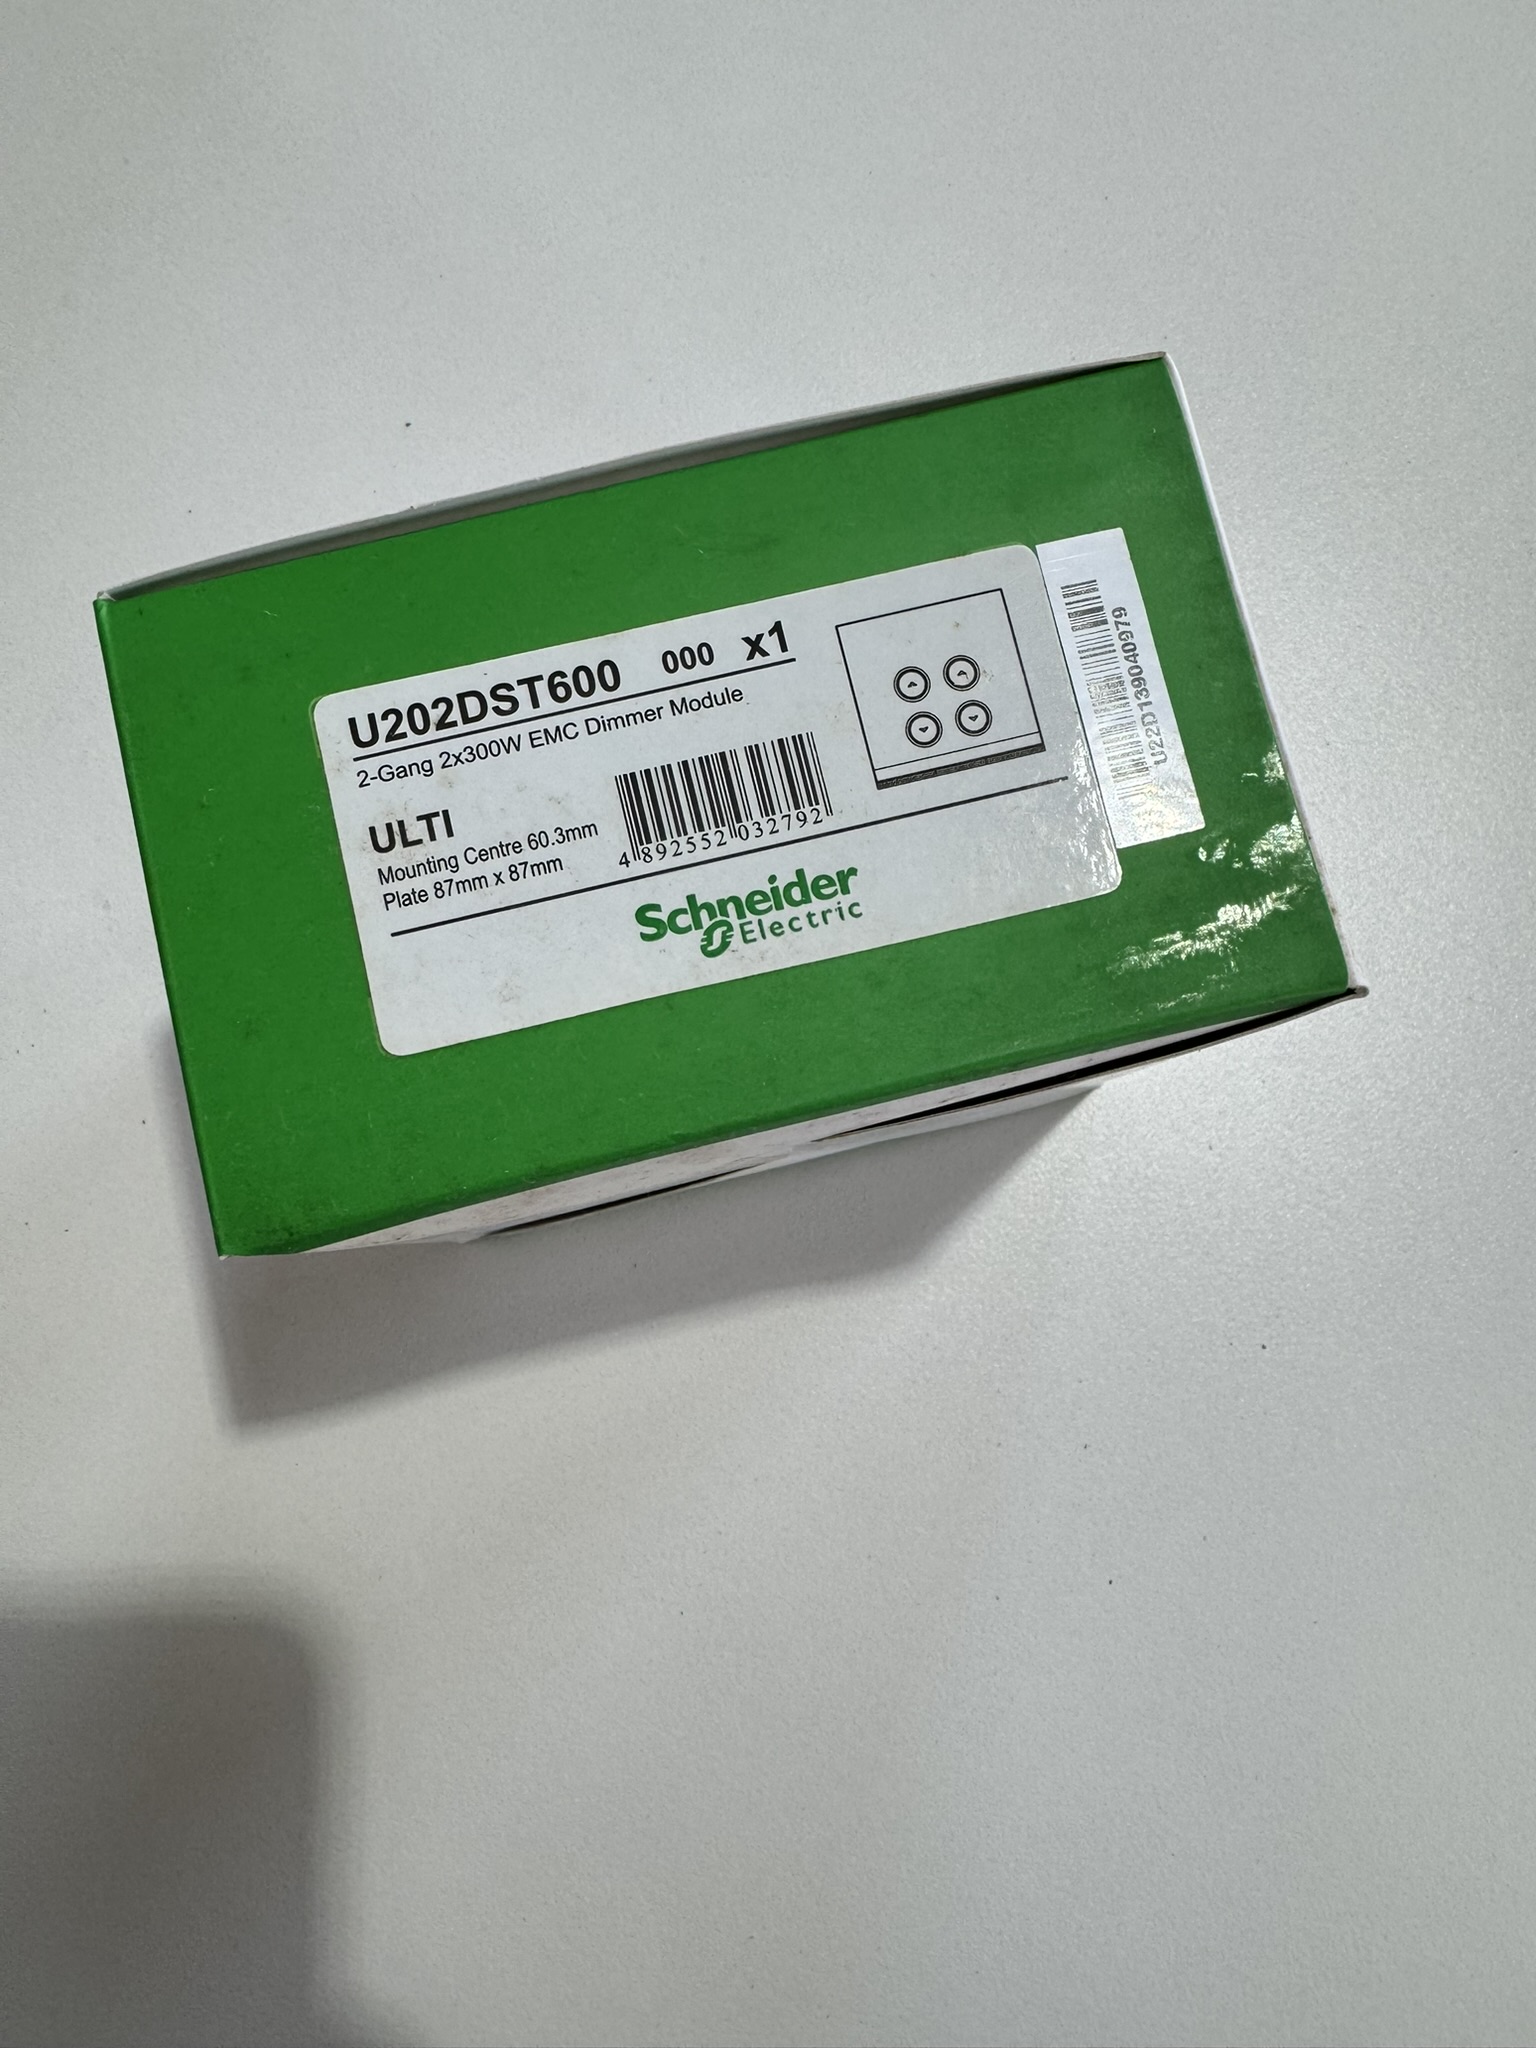 U202DST600 000 x1
2-Gang 2x300W EMC Dimmer Module
ULTI
Mounting Centre 60.3mm
Plate 87mm x 87mm
4 892552 032792
Schneider
Electric
U22D139040979